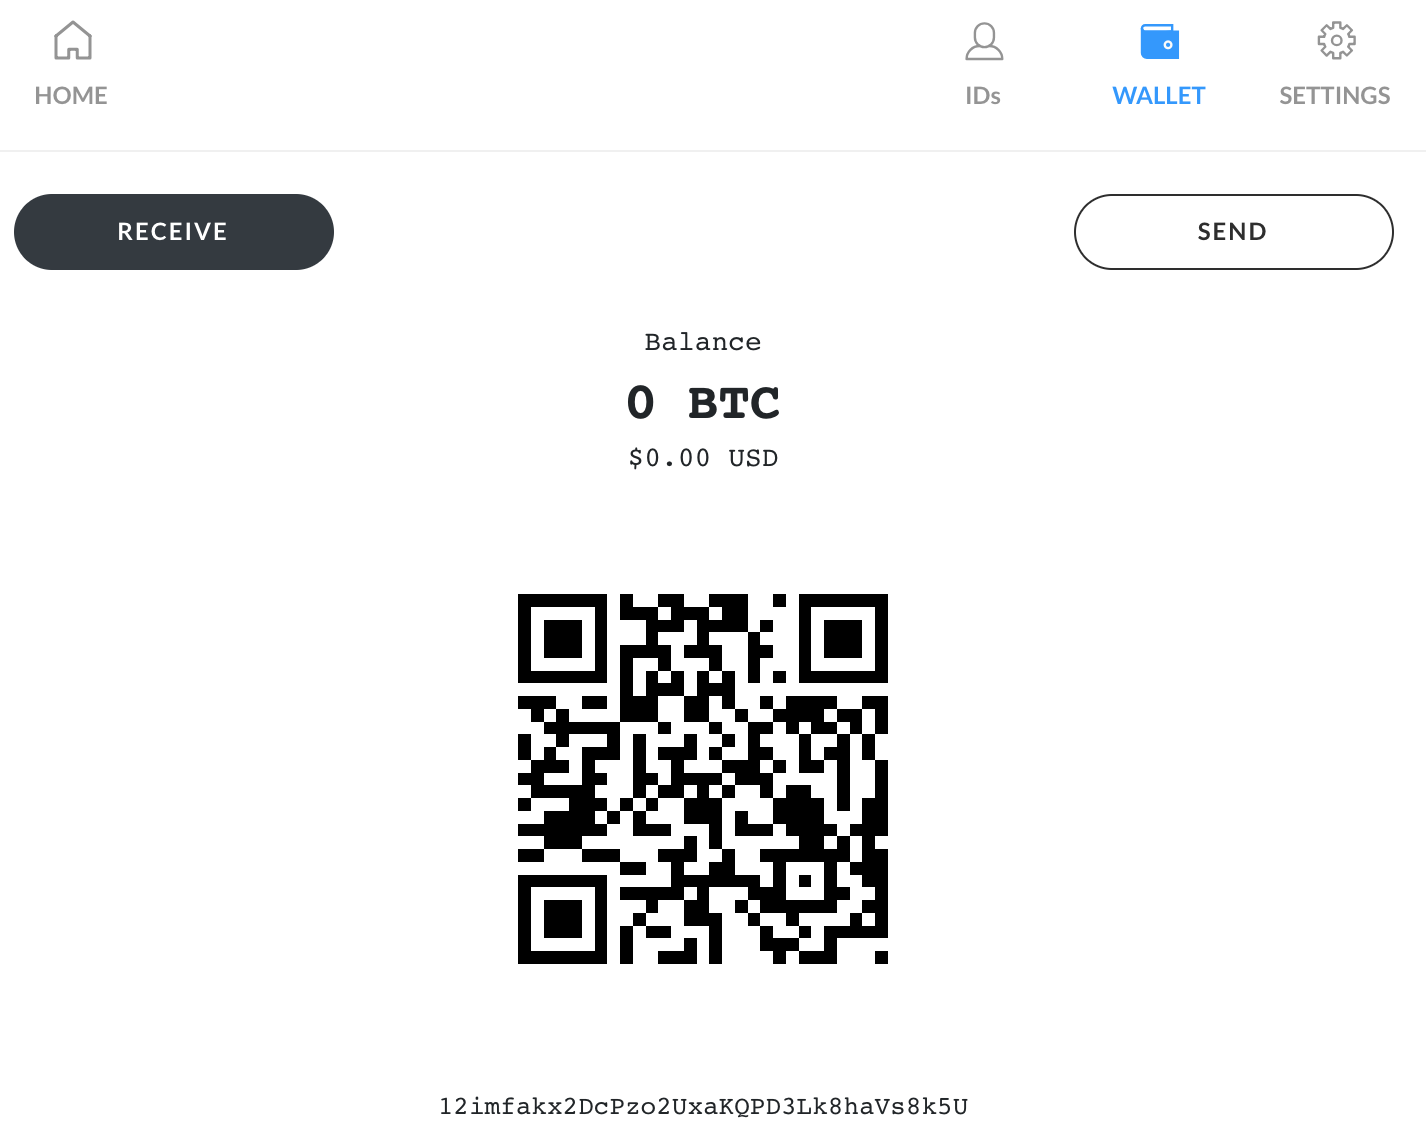 HOME
IDs
WALLET
SETTINGS
RECEIVE
SEND
Balance
0 BTC
$0.00 USD
12imfakx2DcPzo2UxaKQPD3Lk8haVs8k5U